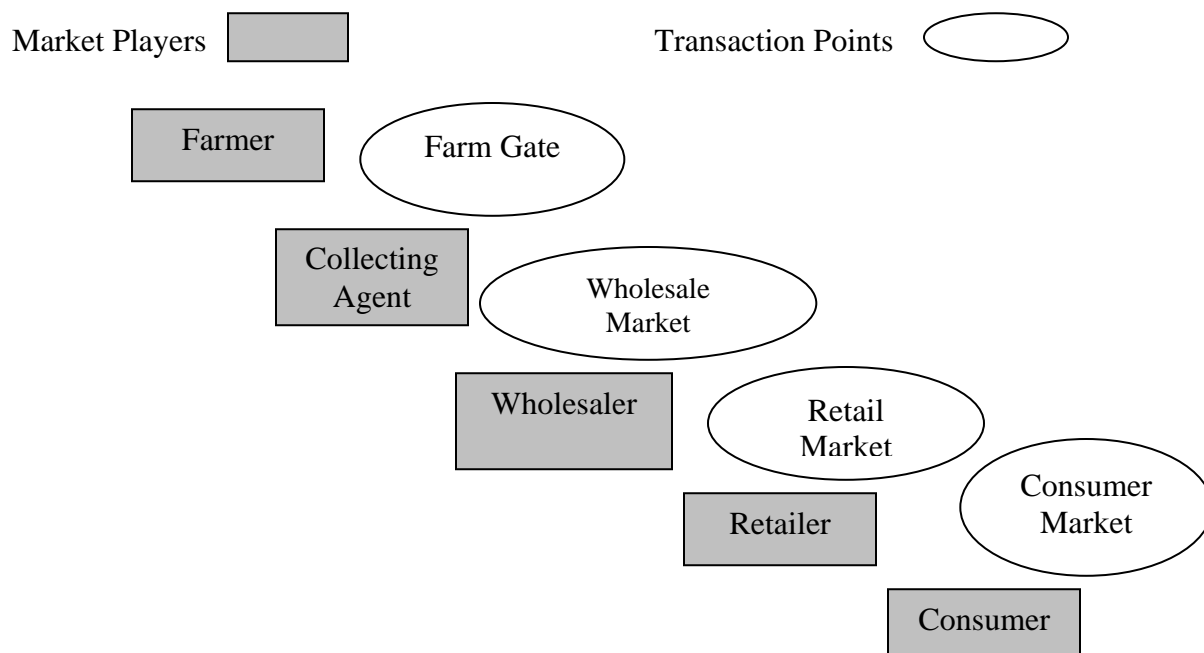 Market Players
Transaction Points
Farmer
Farm Gate
Collecting
Agent
Wholesale
Market
Wholesaler
Retail
Market
Retailer
Consumer
Market
Consumer